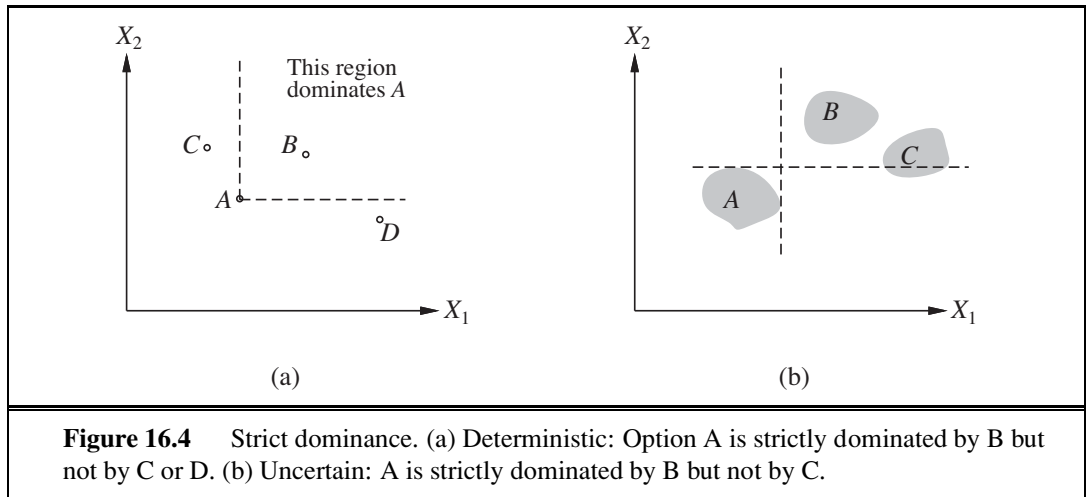 X2
This region
dominates A
C
B
A
D
X1
(a)
X2
B
C
A
X1
(b)
Figure 16.4 Strict dominance. (a) Deterministic: Option A is strictly dominated by B but
not by C or D. (b) Uncertain: A is strictly dominated by B but not by C.